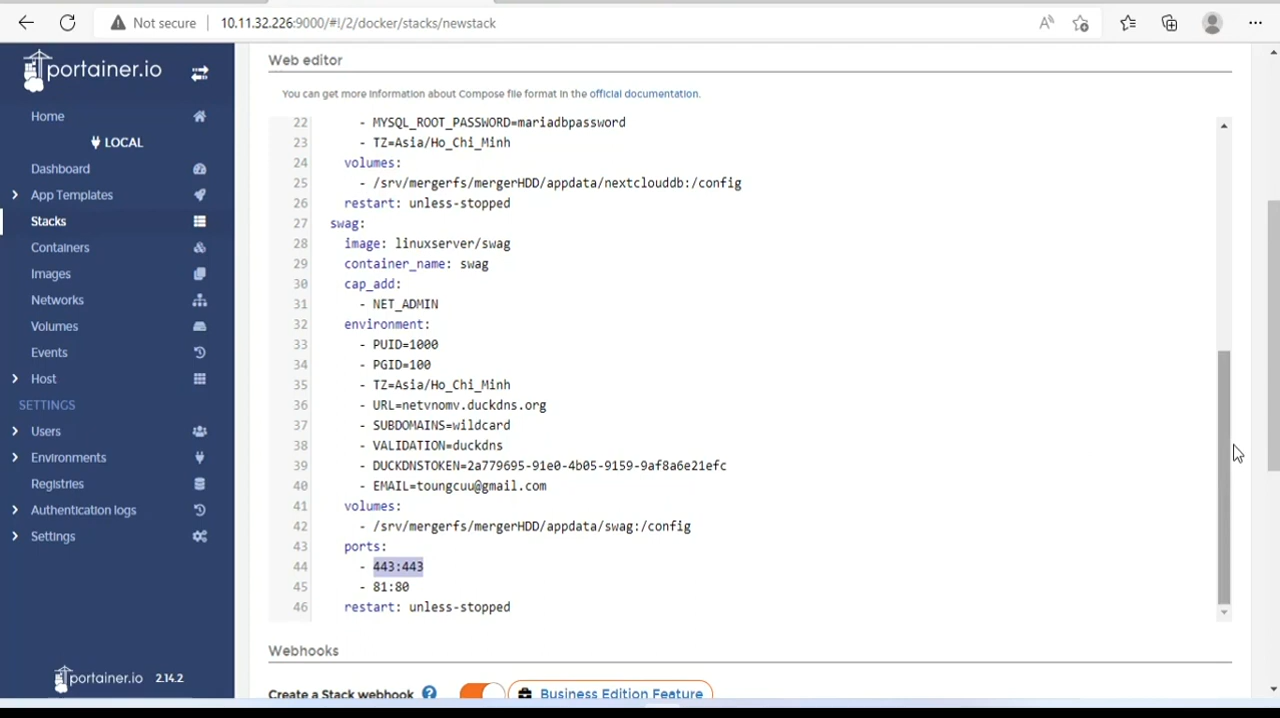 Not secure
10.11.32.226:9000/#!/2/docker/stacks/newstack
portainer.io
Home
LOCAL
Dashboard
App Templates
Stacks
Containers
Images
Networks
Volumes
Events
Host
SETTINGS
Users
Environments
Registries
Authentication logs
Settings
portainer.io 2.14.2
Web editor
You can get more information about Compose file format in the official documentation.
22 - MYSQL_ROOT_PASSWORD=mariadbpassword
23 - TZ=Asia/Ho_Chi_Minh
24 volumes:
25 - /srv/mergerfs/mergerHDD/appdata/nextclouddb:/config
26 restart: unless-stopped
27 swag:
28 image: linuxserver/swag
29 container_name: swag
30 cap_add:
31 - NET_ADMIN
32 environment:
33 - PUID=1000
34 - PGID=100
35 - TZ=Asia/Ho_Chi_Minh
36 - URL=netvnomv.duckdns.org
37 - SUBDOMAINS=wildcard
38 - VALIDATION=duckdns
39 - DUCKDNSTOKEN=2a779695-91e0-4b05-9159-9af8a6e21efc
40 - EMAIL=toungcuu@gmail.com
41 volumes:
42 - /srv/mergerfs/mergerHDD/appdata/swag:/config
43 ports:
44 - 443:443
45 - 81:80
46 restart: unless-stopped
Webhooks
Create a Stack webhook
Business Edition Feature